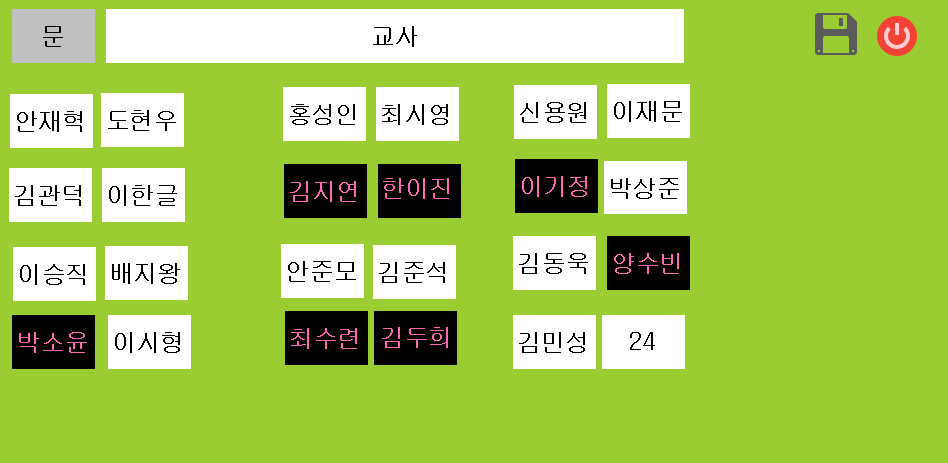 문 교사
안재혁 도현우 홍성인 최시영 신용원 이재문
김관덕 이한글 김지연 한이진 이기정 박상준
이승직 배지왕 안준모 김준석 김동욱 양수빈
박소윤 이시형 최수련 김두희 김민성 24